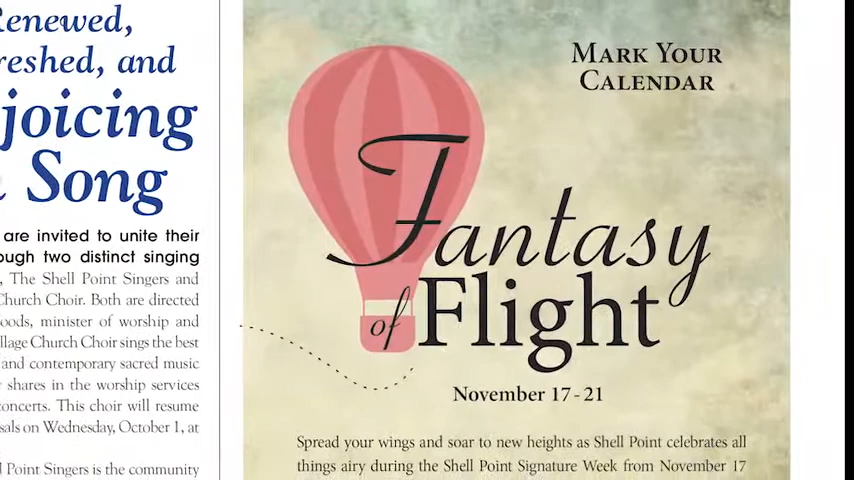 Renewed,
reshed, and
joicing
Song
are invited to unite their
ough two distinct singing
, The Shell Point Singers and
Church Choir. Both are directed
oods, minister of worship and
llage Church Choir sings the best
and contemporary sacred music
shares in the worship services
concerts. This choir will resume
sals on Wednesday, October 1, at
l Point Singers is the community
Mark Your
Calendar
Fantasy
of Flight
November 17-21
Spread your wings and soar to new heights as Shell Point celebrates all
things airy during the Shell Point Signature Week from November 17